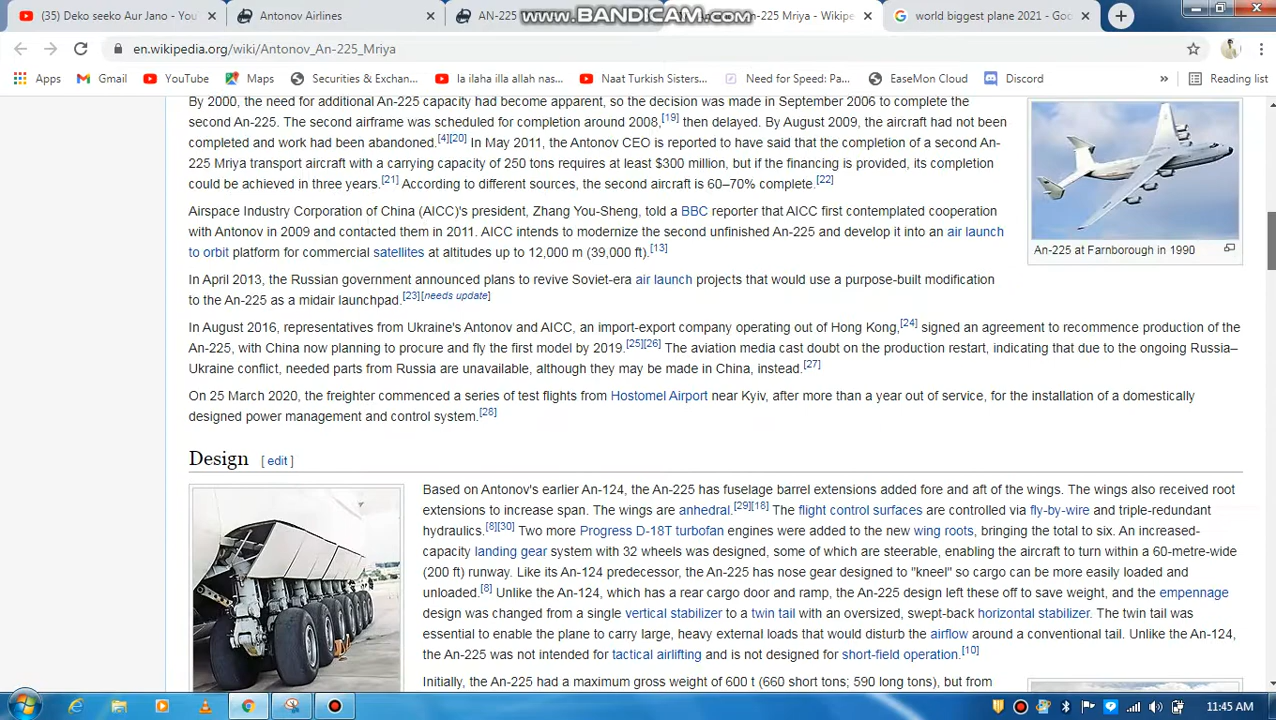 (35) Deko seeko Aur Jano - You
Antonov Airlines
AN-225
www.BANDICAM.com
n-225 Mriya - Wikipe
world biggest plane 2021 - Goo
en.wikipedia.org/wiki/Antonov_An-225_Mriya
Apps
Gmail
YouTube
Maps
Securities & Exchan...
la ilaha illa allah nas...
Naat Turkish Sisters...
Need for Speed: Pa...
EaseMon Cloud
Discord
»
Reading list
By 2000, the need for additional An-225 capacity had become apparent, so the decision was made in September 2006 to complete the
second An-225. The second airframe was scheduled for completion around 2008,[19] then delayed. By August 2009, the aircraft had not been
completed and work had been abandoned.[4][20] In May 2011, the Antonov CEO is reported to have said that the completion of a second An-
225 Mriya transport aircraft with a carrying capacity of 250 tons requires at least $300 million, but if the financing is provided, its completion
could be achieved in three years.[21] According to different sources, the second aircraft is 60–70% complete.[22]
An-225 at Farnborough in 1990
Airspace Industry Corporation of China (AICC)'s president, Zhang You-Sheng, told a BBC reporter that AICC first contemplated cooperation
with Antonov in 2009 and contacted them in 2011. AICC intends to modernize the second unfinished An-225 and develop it into an air launch
to orbit platform for commercial satellites at altitudes up to 12,000 m (39,000 ft).[13]
In April 2013, the Russian government announced plans to revive Soviet-era air launch projects that would use a purpose-built modification
to the An-225 as a midair launchpad.[23][needs update]
In August 2016, representatives from Ukraine's Antonov and AICC, an import-export company operating out of Hong Kong,[24] signed an agreement to recommence production of the
An-225, with China now planning to procure and fly the first model by 2019.[25][26] The aviation media cast doubt on the production restart, indicating that due to the ongoing Russia–
Ukraine conflict, needed parts from Russia are unavailable, although they may be made in China, instead.[27]
On 25 March 2020, the freighter commenced a series of test flights from Hostomel Airport near Kyiv, after more than a year out of service, for the installation of a domestically
designed power management and control system.[28]
Design [ edit ]
Based on Antonov's earlier An-124, the An-225 has fuselage barrel extensions added fore and aft of the wings. The wings also received root
extensions to increase span. The wings are anhedral.[29][18] The flight control surfaces are controlled via fly-by-wire and triple-redundant
hydraulics.[8][30] Two more Progress D-18T turbofan engines were added to the new wing roots, bringing the total to six. An increased-
capacity landing gear system with 32 wheels was designed, some of which are steerable, enabling the aircraft to turn within a 60-metre-wide
(200 ft) runway. Like its An-124 predecessor, the An-225 has nose gear designed to "kneel" so cargo can be more easily loaded and
unloaded.[8] Unlike the An-124, which has a rear cargo door and ramp, the An-225 design left these off to save weight, and the empennage
design was changed from a single vertical stabilizer to a twin tail with an oversized, swept-back horizontal stabilizer. The twin tail was
essential to enable the plane to carry large, heavy external loads that would disturb the airflow around a conventional tail. Unlike the An-124,
the An-225 was not intended for tactical airlifting and is not designed for short-field operation.[10]
Initially, the An-225 had a maximum gross weight of 600 t (660 short tons; 590 long tons), but from
11:45 AM